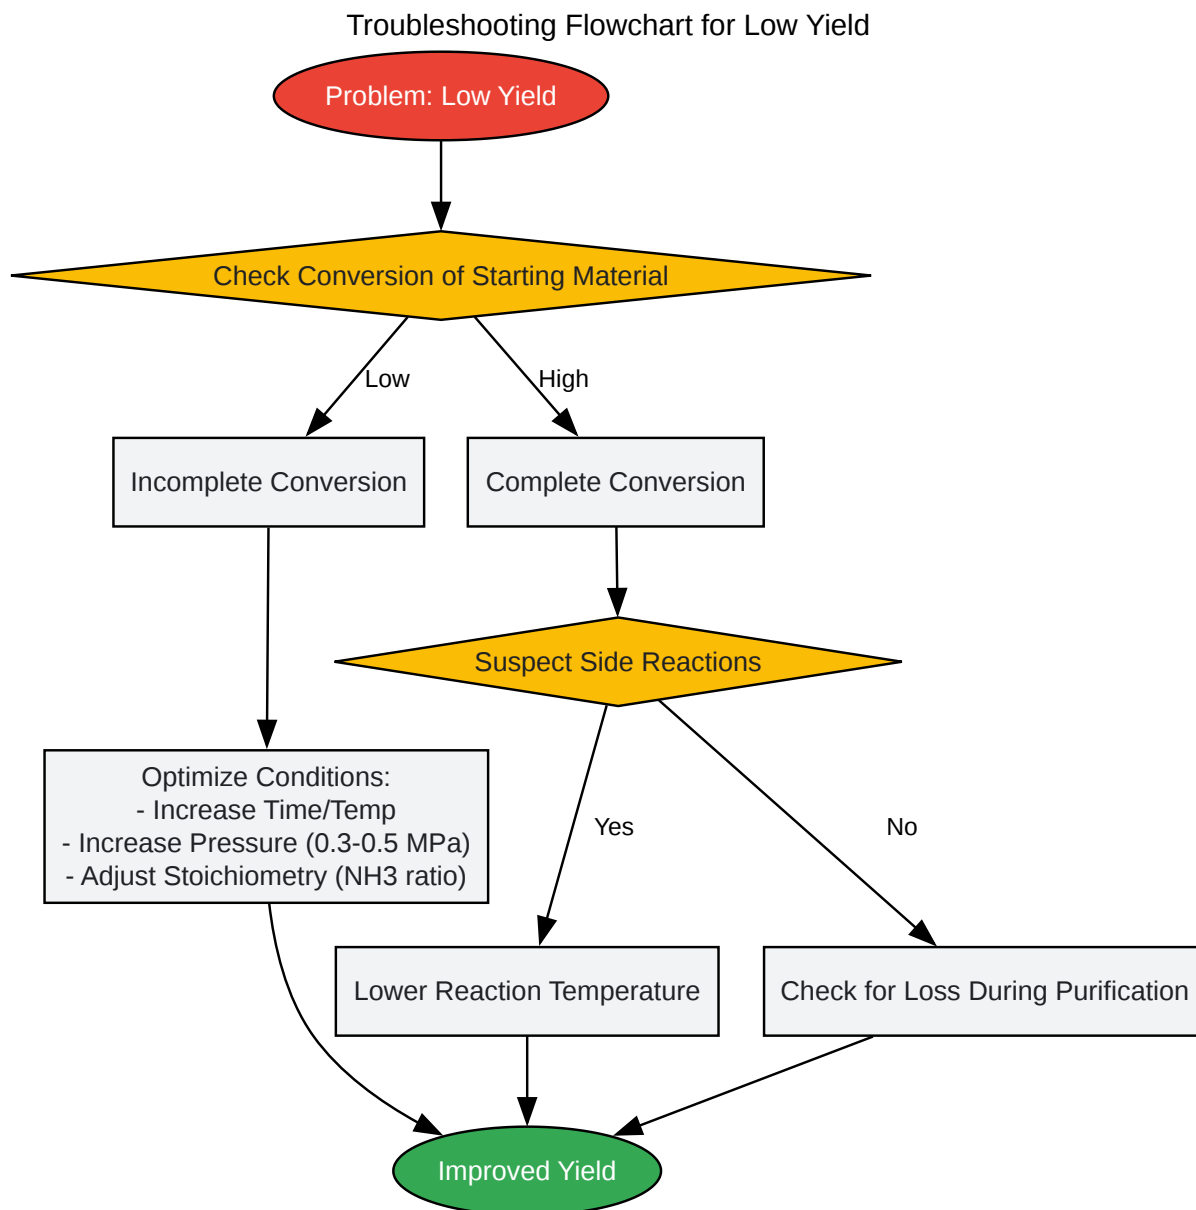 Troubleshooting Flowchart for Low Yield
Problem: Low Yield
Check Conversion of Starting Material
Low
High
Incomplete Conversion
Complete Conversion
Suspect Side Reactions
Optimize Conditions:
- Increase Time/Temp
- Increase Pressure (0.3-0.5 MPa)
- Adjust Stoichiometry (NH3 ratio)
Yes
No
Lower Reaction Temperature
Check for Loss During Purification
Improved Yield